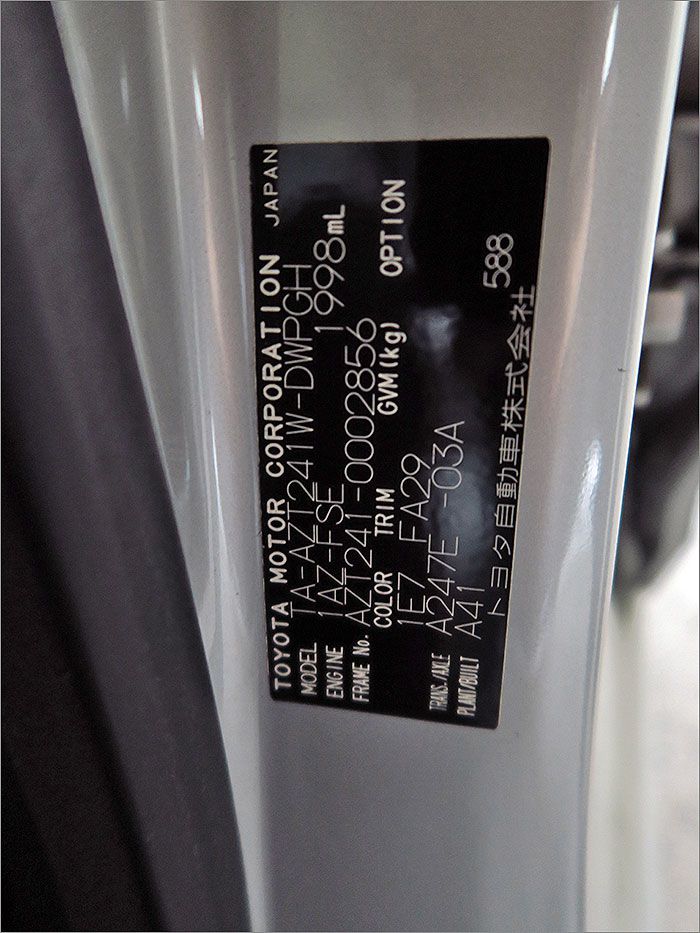 TOYOTA MOTOR CORPORATION JAPAN
MODEL TA-AZT241W-DWPGH
ENGINE 1AZ-FSE 1998mL
FRAME No. AZT241-0002856
COLOR TRIM GVM(kg) OPTION
1E7 FA29
TRANS./AXLE A247E -03A
PLANT/BUILT A41 588
トヨタ自動車株式会社